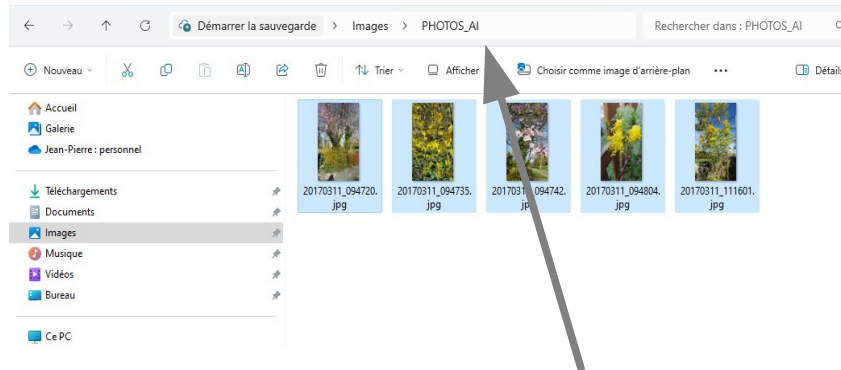 Démarrer la sauvegarde > Images > PHOTOS_AI Rechercher dans : PHOTOS_AI
Nouveau Trier Afficher Choisir comme image d'arrière-plan ... Détails
Accueil
Galerie
Jean-Pierre : personnel
Téléchargements
Documents
Images
Musique
Vidéos
Bureau
Ce PC
20170311_094720.jpg
20170311_094735.jpg
20170311_094742.jpg
20170311_094804.jpg
20170311_111601.jpg